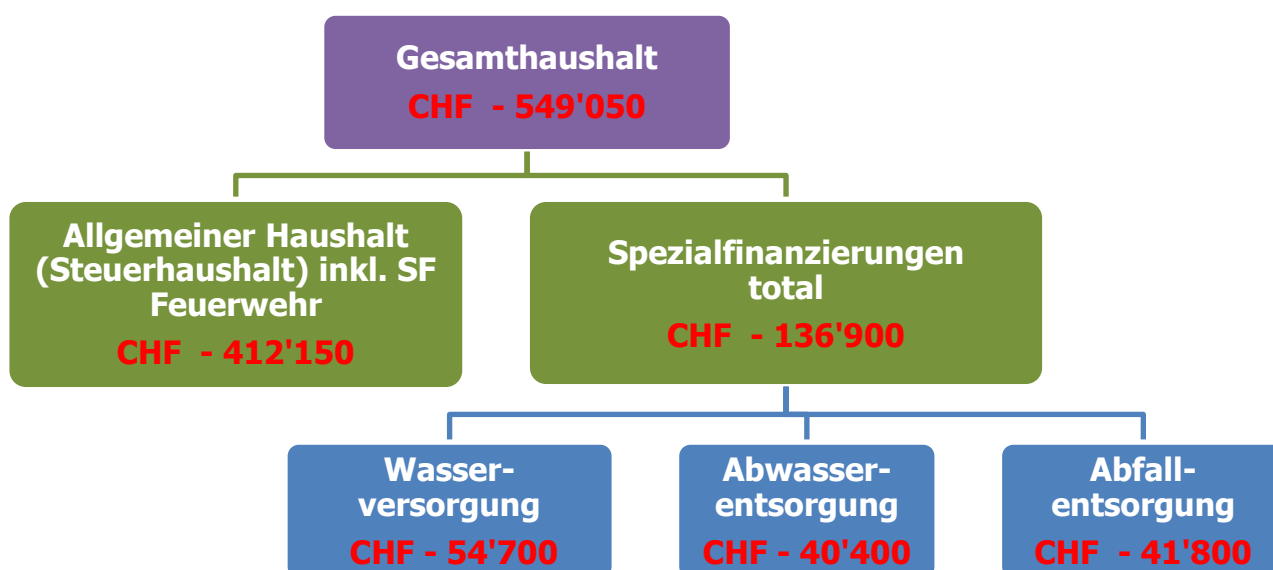 Gesamthaushalt
CHF - 549'050
Allgemeiner Haushalt
(Steuerhaushalt) inkl. SF
Feuerwehr
CHF - 412'150
Spezialfinanzierungen
total
CHF - 136'900
Wasser-
versorgung
CHF - 54'700
Abwasser-
entsorgung
CHF - 40'400
Abfall-
entsorgung
CHF - 41'800